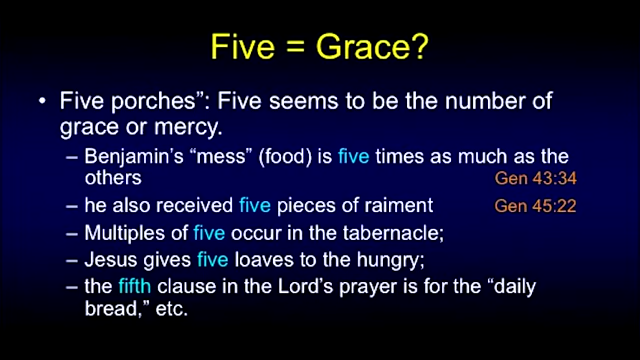 Five = Grace?
• Five porches”: Five seems to be the number of
grace or mercy.
– Benjamin’s “mess” (food) is five times as much as the
others Gen 43:34
– he also received five pieces of raiment Gen 45:22
– Multiples of five occur in the tabernacle;
– Jesus gives five loaves to the hungry;
– the fifth clause in the Lord’s prayer is for the “daily
bread,” etc.